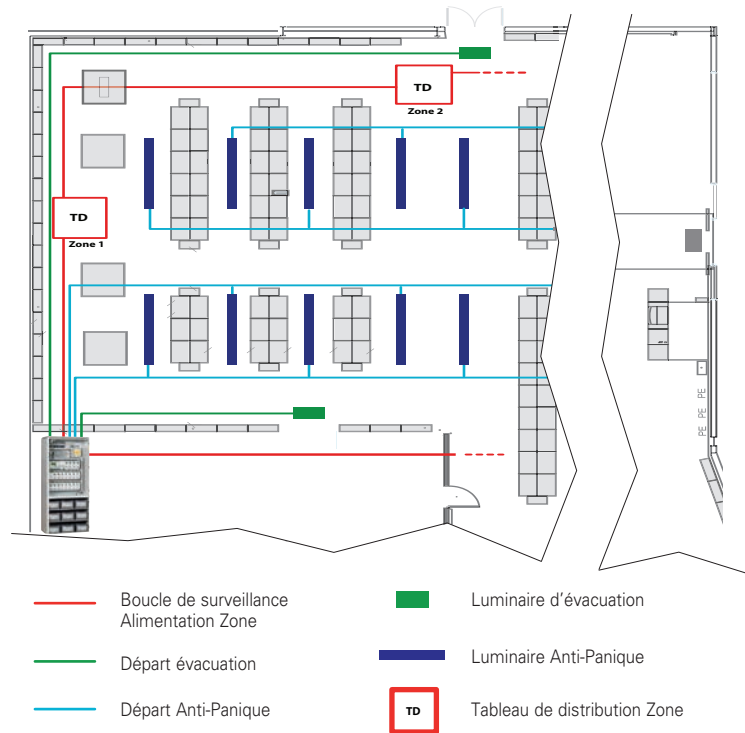 TD
Zone 2
TD
Zone 1
PE PE PE
Boucle de surveillance
Alimentation Zone
Luminaire d'évacuation
Départ évacuation
Luminaire Anti-Panique
Départ Anti-Panique
TD
Tableau de distribution Zone